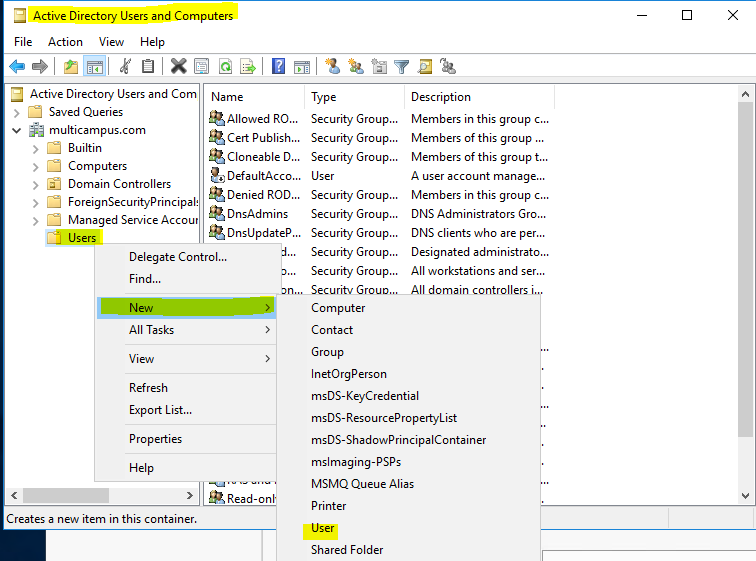 Active Directory Users and Computers
File Action View Help
Active Directory Users and Com
Saved Queries
multicampus.com
Builtin
Computers
Domain Controllers
ForeignSecurityPrincipals
Managed Service Accour
Users
Name Type Description
Allowed RO... Security Group... Members in this group c...
Cert Publish... Security Group... Members of this group ...
Cloneable D... Security Group... Members of this group t...
DefaultAcco... User A user account manage...
Denied ROD... Security Group... Members in this group c...
DnsAdmins Security Group... DNS Administrators Gro...
DnsUpdateP... Security Group... DNS clients who are per...
Security Group... Designated administrato...
Security Group... All workstations and ser...
Security Group... All domain controllers i...
Read-only
Delegate Control...
Find...
New
All Tasks
View
Refresh
Export List...
Properties
Help
Computer
Contact
Group
InetOrgPerson
msDS-KeyCredential
msDS-ResourcePropertyList
msDS-ShadowPrincipalContainer
msImaging-PSPs
MSMQ Queue Alias
Printer
User
Shared Folder
Creates a new item in this container.